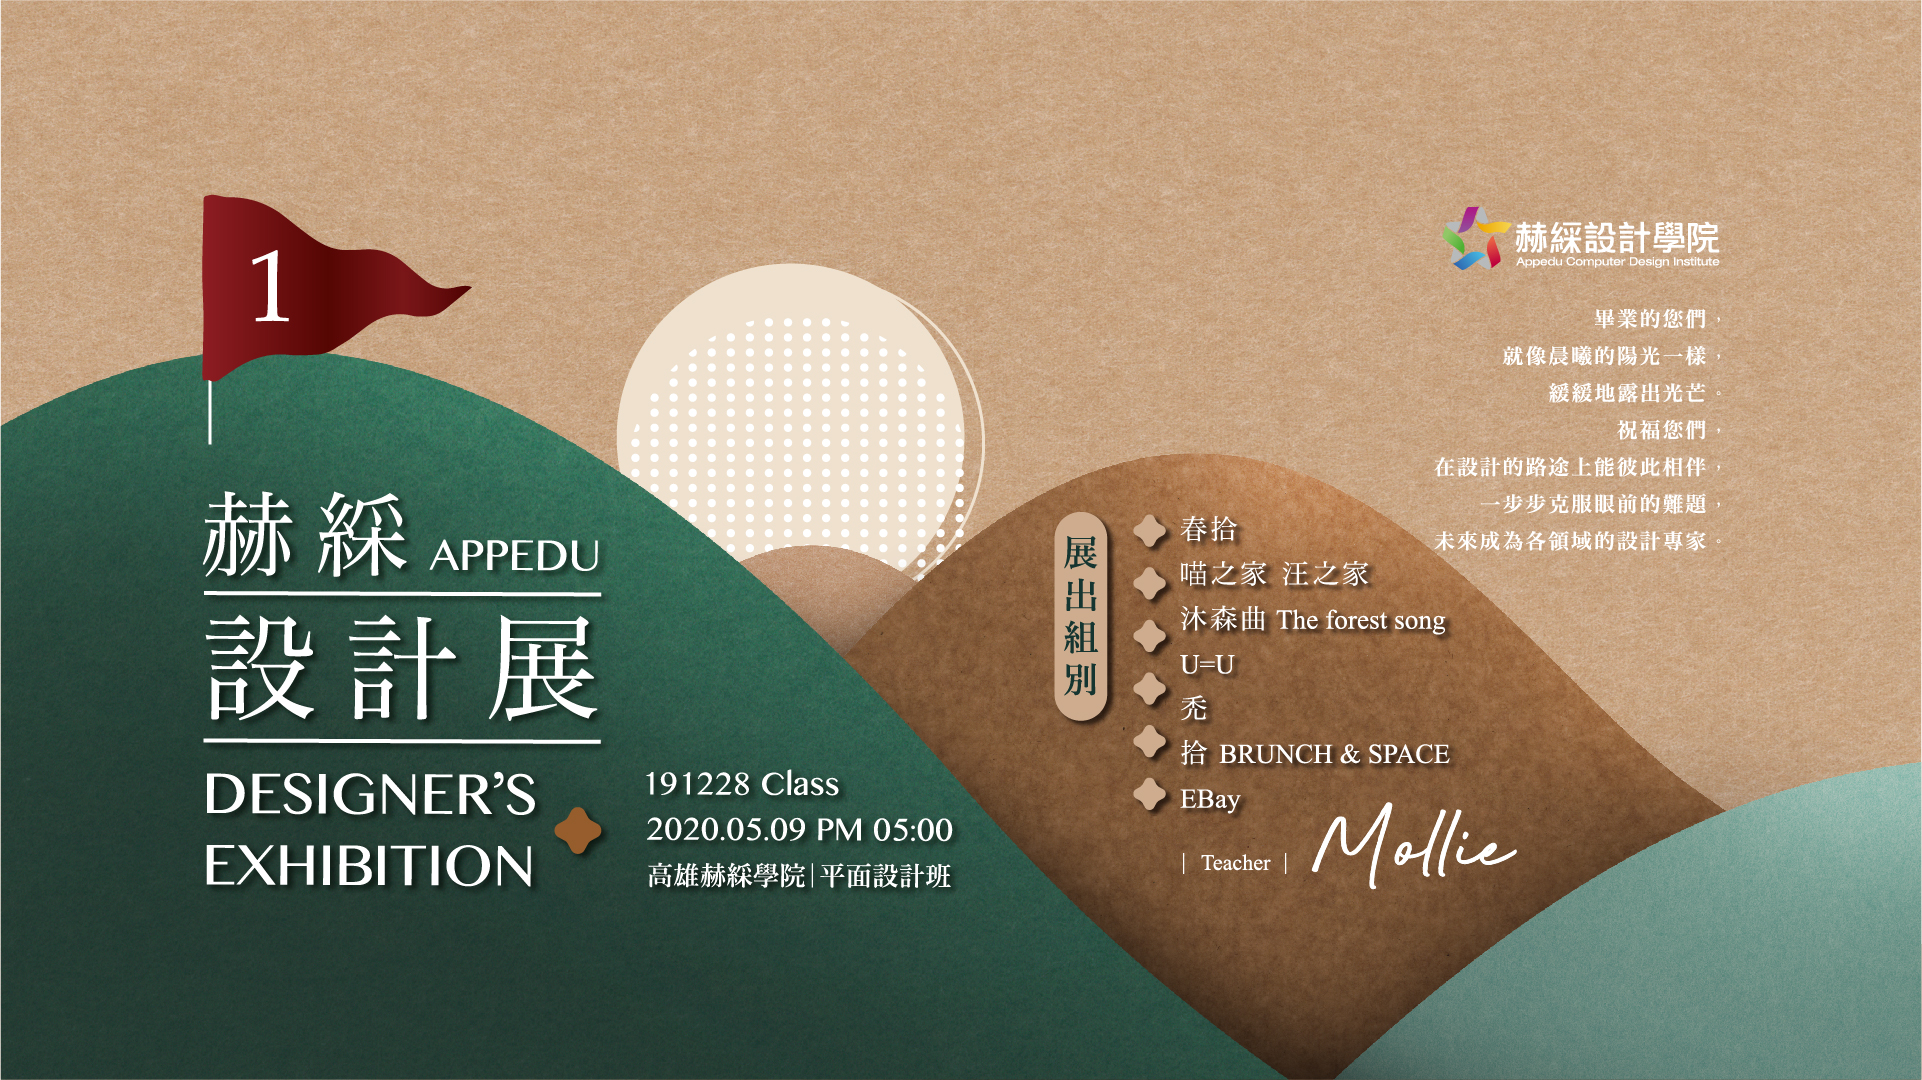 1
赫綵 APPEDU
設計展
DESIGNER'S
EXHIBITION
191228 Class
2020.05.09 PM 05:00
高雄赫綵學院|平面設計班
展出組別
春拾
喵之家 汪之家
沐森曲 The forest song
U=U
禿
拾 BRUNCH & SPACE
EBay
| Teacher | Mollie
赫綵設計學院
Appedu Computer Design Institute
畢業的您們，
就像晨曦的陽光一樣，
緩緩地露出光芒。
祝福您們，
在設計的路途上能彼此相伴，
一步步克服眼前的難題，
未來成為各領域的設計專家。